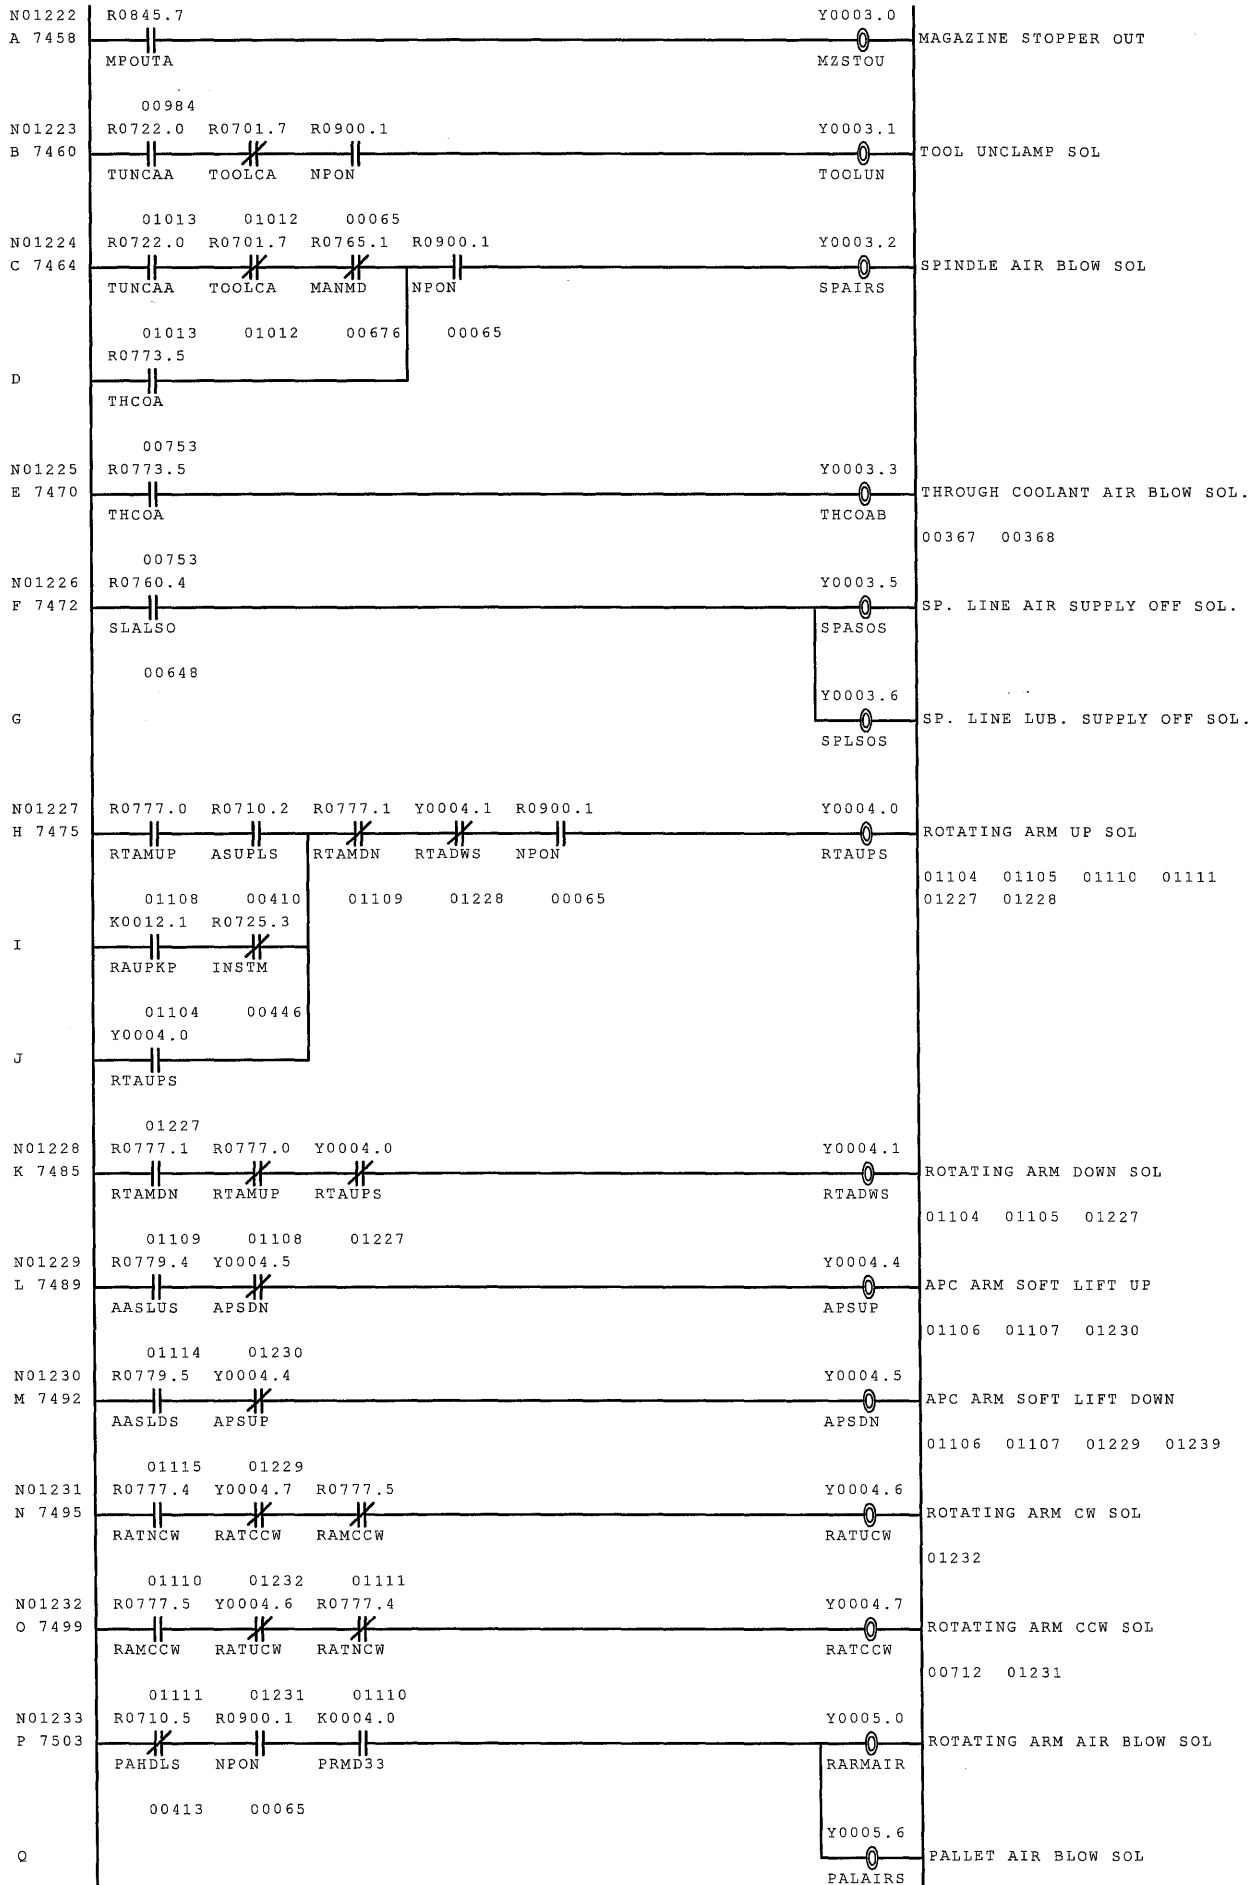 N01222 R0845.7 Y0003.0
A 7458 MAGAZINE STOPPER OUT
MPOUTA MZSTOU
00984
N01223 R0722.0 R0701.7 R0900.1 Y0003.1
B 7460 TOOL UNCLAMP SOL
TUNCAA TOOLCA NPON TOOLUN
01013 01012 00065
N01224 R0722.0 R0701.7 R0765.1 R0900.1 Y0003.2
C 7464 SPINDLE AIR BLOW SOL
TUNCAA TOOLCA MANMD NPON SPAIRS
01013 01012 00676 00065
R0773.5
D
THCOA
00753
N01225 R0773.5 Y0003.3
E 7470 THROUGH COOLANT AIR BLOW SOL.
THCOA THCOAB
00367 00368
00753
N01226 R0760.4 Y0003.5
F 7472 SP. LINE AIR SUPPLY OFF SOL.
SLALSO SPASOS
00648
Y0003.6
G SP. LINE LUB. SUPPLY OFF SOL.
SPLSOS
N01227 R0777.0 R0710.2 R0777.1 Y0004.1 R0900.1 Y0004.0
H 7475 ROTATING ARM UP SOL
RTAMUP ASUPLS RTAMDN RTADWS NPON RTAUPS
01104 01105 01110 01111
01108 00410 01109 01228 00065 01227 01228
K0012.1 R0725.3
I
RAUPKP INSTM
01104 00446
Y0004.0
J
RTAUPS
01227
N01228 R0777.1 R0777.0 Y0004.0 Y0004.1
K 7485 ROTATING ARM DOWN SOL
RTAMDN RTAMUP RTAUPS RTADWS
01104 01105 01227
01109 01108 01227
N01229 R0779.4 Y0004.5 Y0004.4
L 7489 APC ARM SOFT LIFT UP
AASLUS APSDN APSUP
01106 01107 01230
01114 01230
N01230 R0779.5 Y0004.4 Y0004.5
M 7492 APC ARM SOFT LIFT DOWN
AASLDS APSUP APSDN
01106 01107 01229 01239
01115 01229
N01231 R0777.4 Y0004.7 R0777.5 Y0004.6
N 7495 ROTATING ARM CW SOL
RATNCW RATCCW RAMCCW RATUCW
01232
01110 01232 01111
N01232 R0777.5 Y0004.6 R0777.4 Y0004.7
O 7499 ROTATING ARM CCW SOL
RAMCCW RATUCW RATNCW RATCCW
00712 01231
01111 01231 01110
N01233 R0710.5 R0900.1 K0004.0 Y0005.0
P 7503 ROTATING ARM AIR BLOW SOL
PAHDLS NPON PRMD33 RARMAIR
00413 00065
Y0005.6
Q PALLET AIR BLOW SOL
PALAIRS